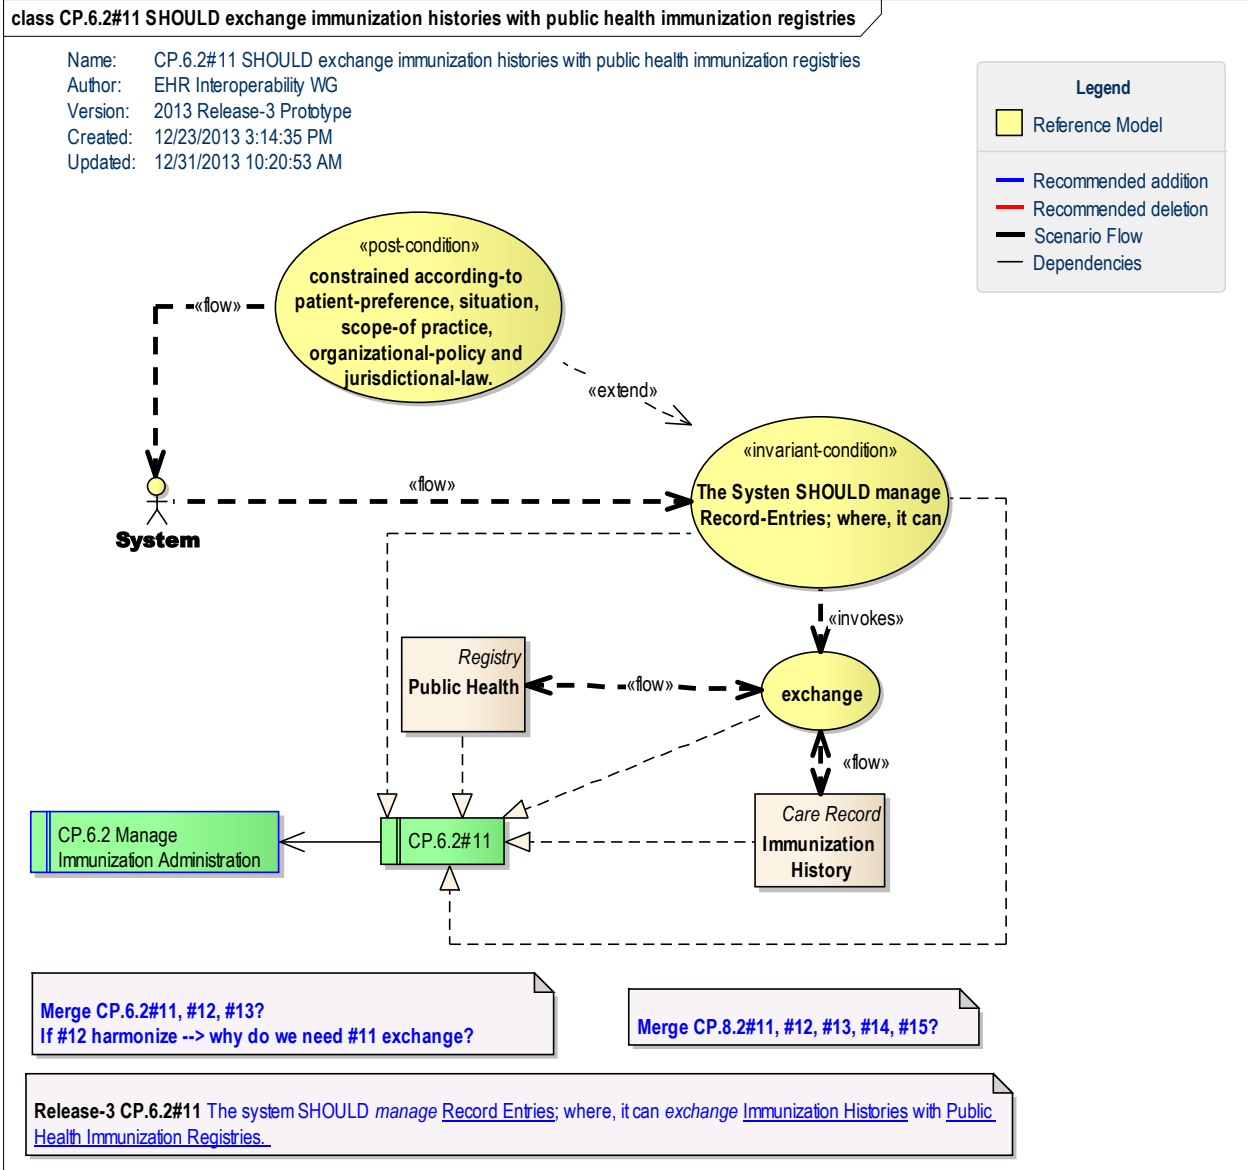 class CP.6.2#11 SHOULD exchange immunization histories with public health immunization registries
Name: CP.6.2#11 SHOULD exchange immunization histories with public health immunization registries
Author: EHR Interoperability WG
Version: 2013 Release-3 Prototype
Created: 12/23/2013 3:14:35 PM
Updated: 12/31/2013 10:20:53 AM
Legend
Reference Model
Recommended addition
Recommended deletion
Scenario Flow
Dependencies
«post-condition»
constrained according-to
patient-preference, situation,
scope-of practice,
organizational-policy and
jurisdictional-law.
«flow»
«extend»
«invariant-condition»
The Systen SHOULD manage
Record-Entries; where, it can
«flow»
System
«invokes»
Registry
Public Health
«flow»
exchange
«flow»
Care Record
Immunization
History
CP.6.2#11
CP.6.2 Manage
Immunization Administration
Merge CP.6.2#11, #12, #13?
If #12 harmonize --> why do we need #11 exchange?
Merge CP.8.2#11, #12, #13, #14, #15?
Release-3 CP.6.2#11 The system SHOULD manage Record Entries; where, it can exchange Immunization Histories with Public
Health Immunization Registries.